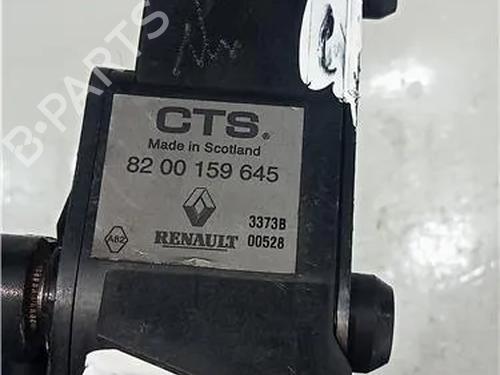 B-PARTS
CTS®
Made in Scotland
82 00 159 645
3373B
A82
RENAULT 00528